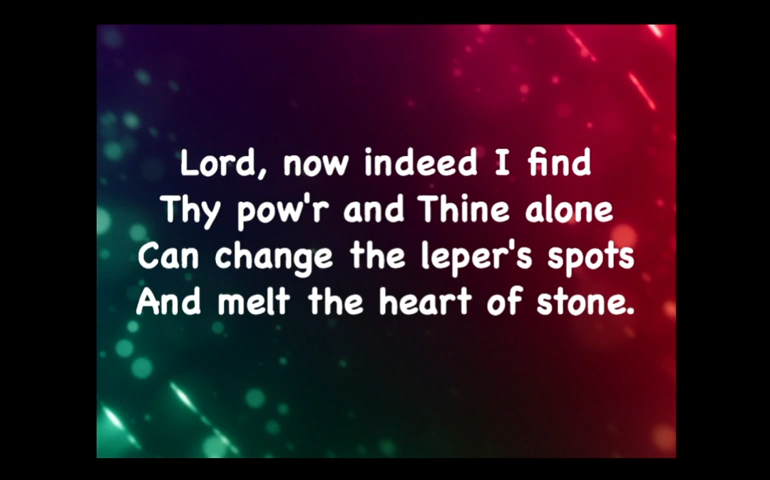 Lord, now indeed I find
Thy pow'r and Thine alone
Can change the leper's spots
And melt the heart of stone.